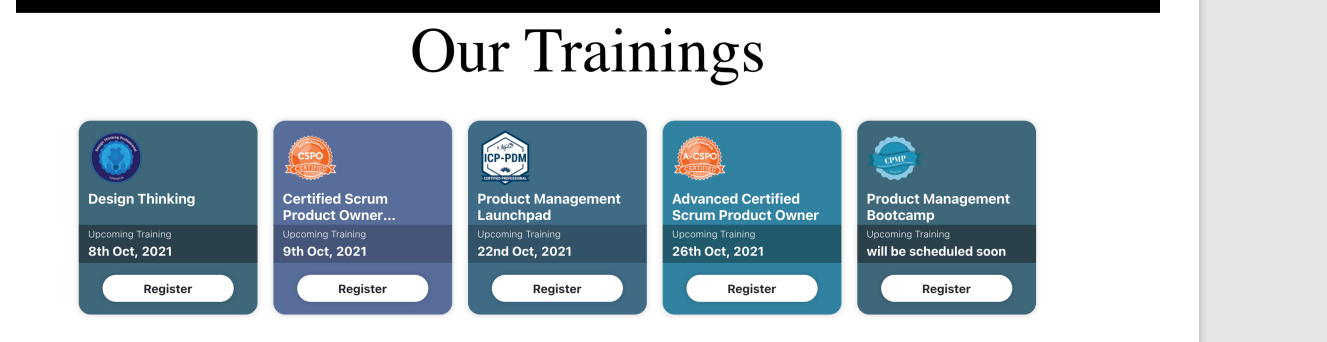 Our Trainings
CSPO
CERTIFIED
ICP-PDM
CERTIFIED PROFESSIONAL
A-CSPO
CERTIFIED
CPMP
Design Thinking
Certified Scrum
Product Owner...
Product Management
Launchpad
Advanced Certified
Scrum Product Owner
Product Management
Bootcamp
Upcoming Training
8th Oct, 2021
Upcoming Training
9th Oct, 2021
Upcoming Training
22nd Oct, 2021
Upcoming Training
26th Oct, 2021
Upcoming Training
will be scheduled soon
Register
Register
Register
Register
Register